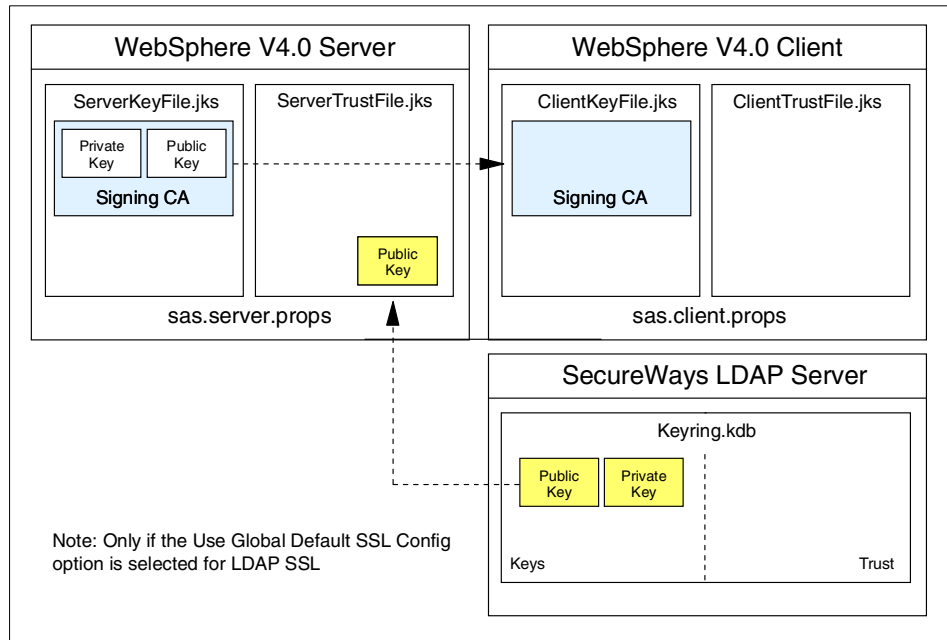 WebSphere V4.0 Server
ServerKeyFile.jks
Private
Key
Public
Key
Signing CA
ServerTrustFile.jks
Public
Key
sas.server.props
WebSphere V4.0 Client
ClientKeyFile.jks
Signing CA
ClientTrustFile.jks
sas.client.props
SecureWays LDAP Server
Keyring.kdb
Public
Key
Private
Key
Keys
Trust
Note: Only if the Use Global Default SSL Config
option is selected for LDAP SSL